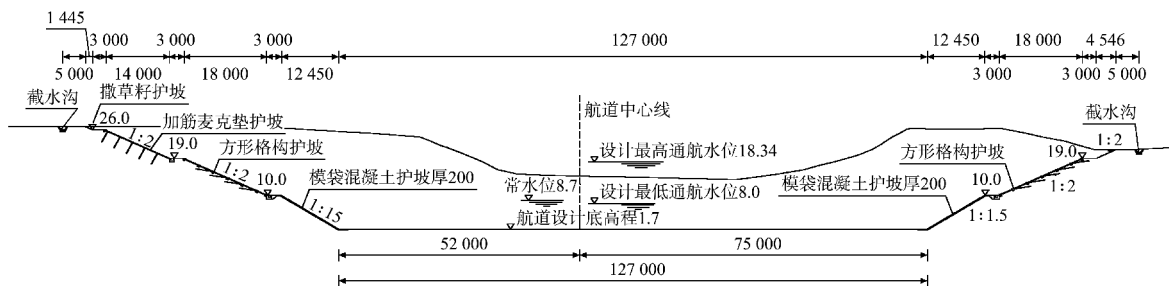 1 445
3 000 3 000 3 000 127 000 12 450 18 000 4 546
5 000 14 000 18 000 12 450 3 000 3 000 5 000
截水沟 撒草籽护坡 航道中心线 截水沟
26.0 加筋麦克垫护坡
1:2 19.0 方形格构护坡 设计最高通航水位18.34 方形格构护坡 19.0 1:2
1:2 10.0 模袋混凝土护坡厚200 常水位8.7 设计最低通航水位8.0 模袋混凝土护坡厚200 10.0 1:2
1:15 航道设计底高程1.7 1:1.5
52 000 75 000
127 000